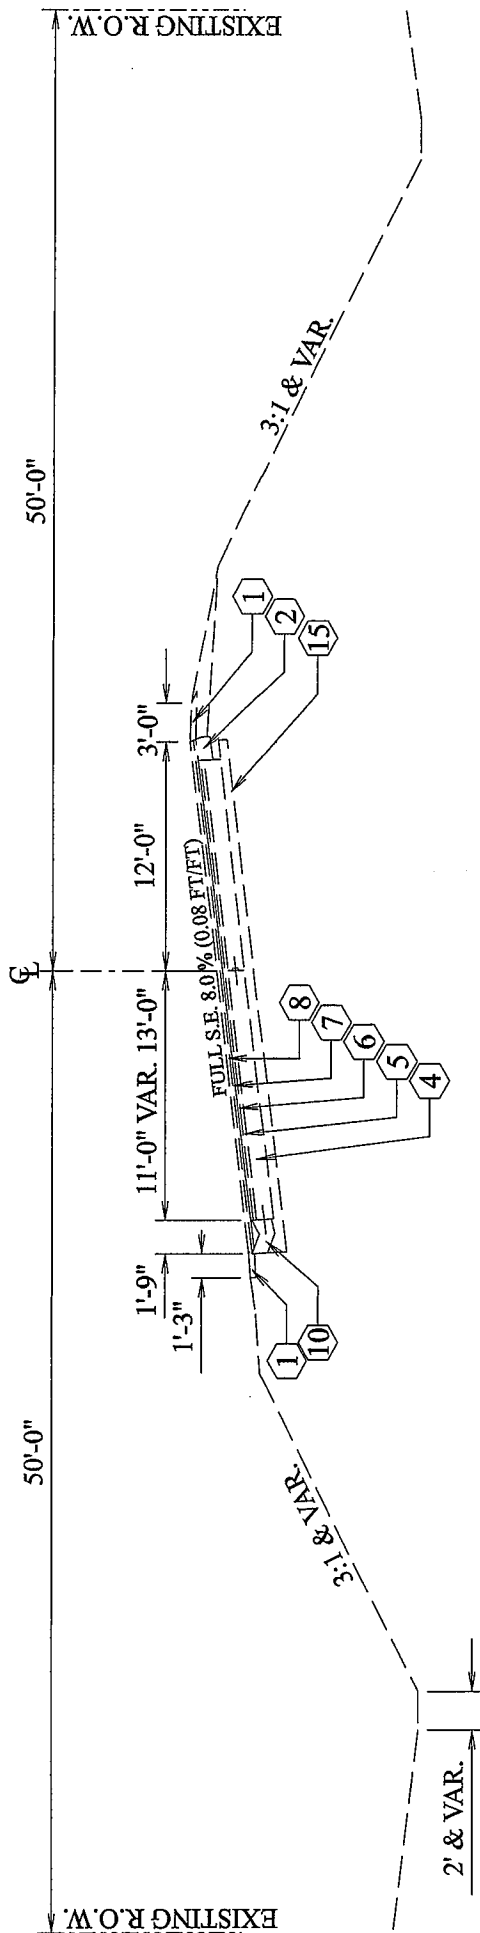 EXISTING R.O.W.
50'-0"
℄
50'-0"
EXISTING R.O.W.
1'-9"
11'-0" VAR. 13'-0"
12'-0"
3'-0"
1'-3"
FULL S.E. 8.0 % (0.08 FT/FT)
3:1 & VAR.
3:1 & VAR.
1
10
8
7
6
5
4
1
2
15
2' & VAR.